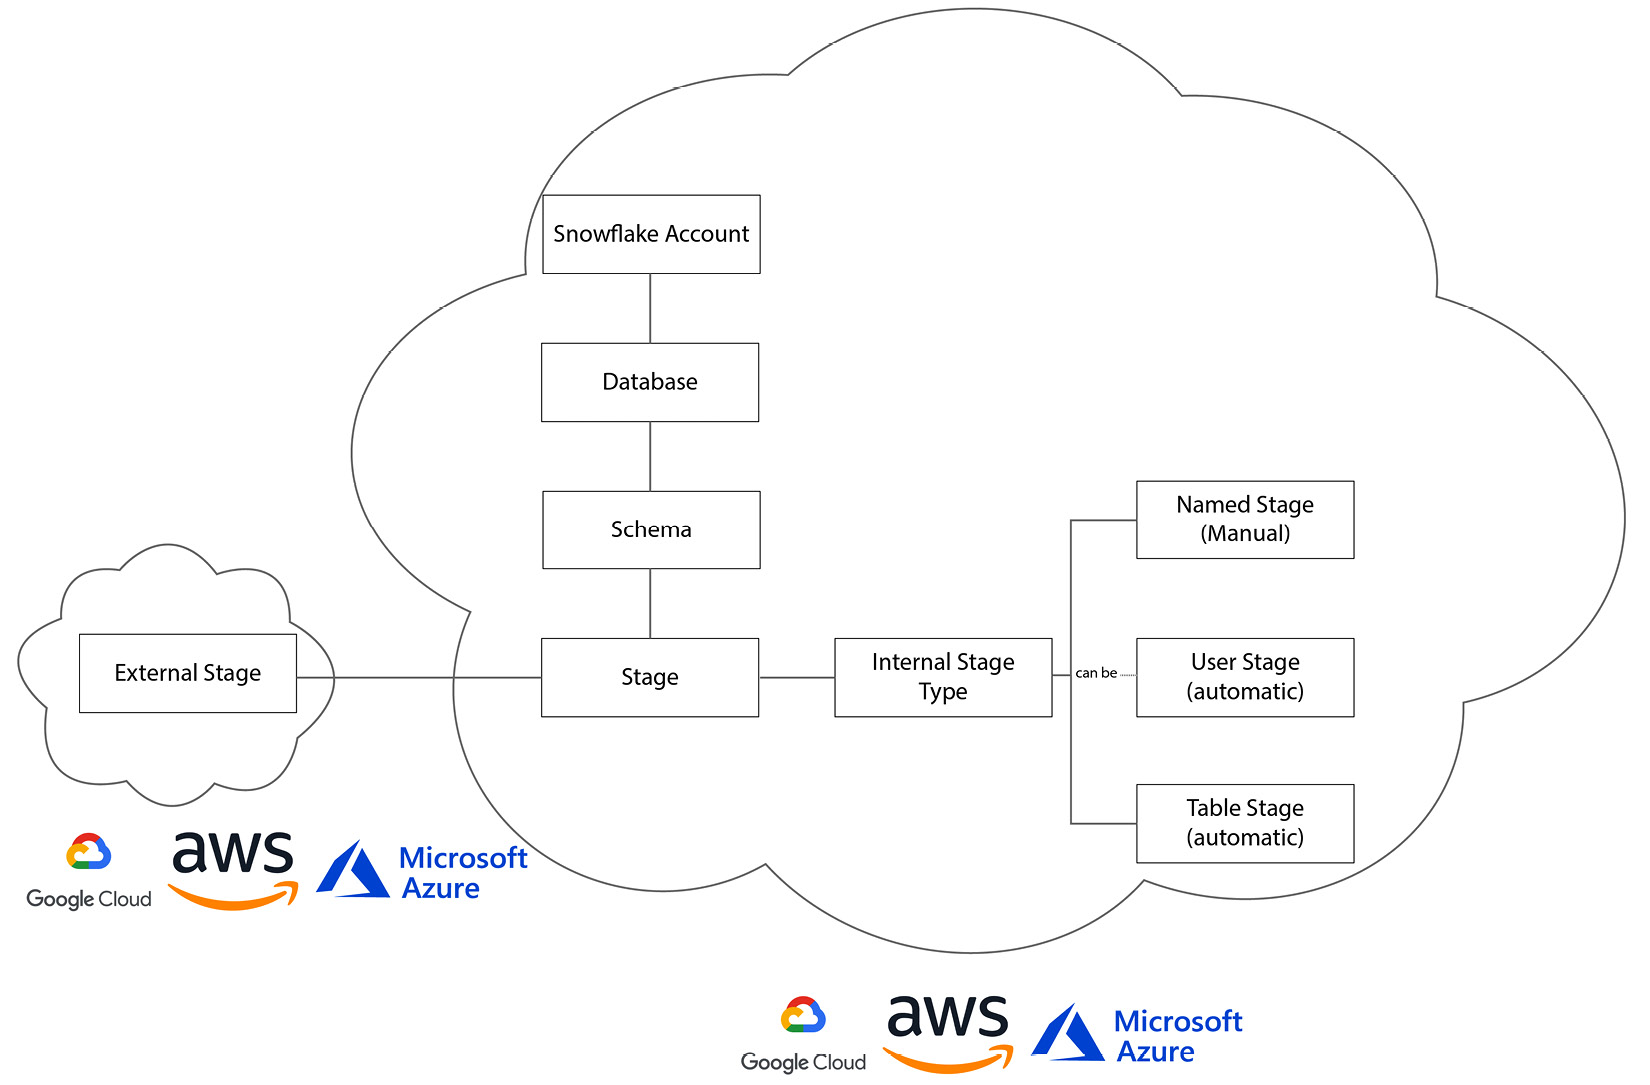 Snowflake Account
Database
Schema
Named Stage
(Manual)
External Stage
Stage
Internal Stage
Type
can be
User Stage
(automatic)
Table Stage
(automatic)
Google Cloud
aws
Microsoft
Azure
Google Cloud
aws
Microsoft
Azure